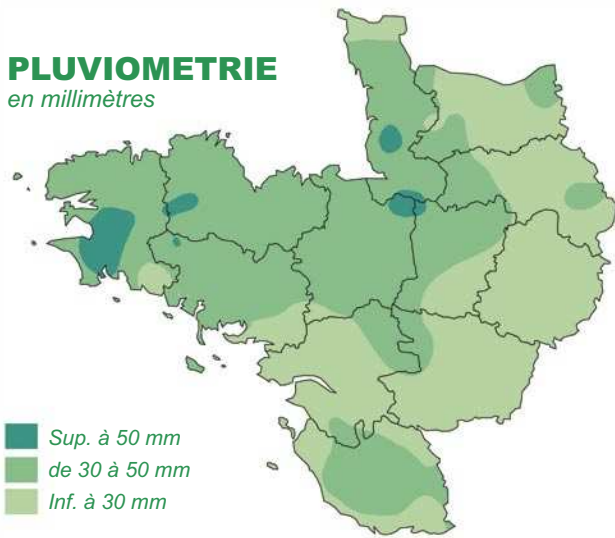 PLUVIOMETRIE
en millimètres
Sup. à 50 mm
de 30 à 50 mm
Inf. à 30 mm